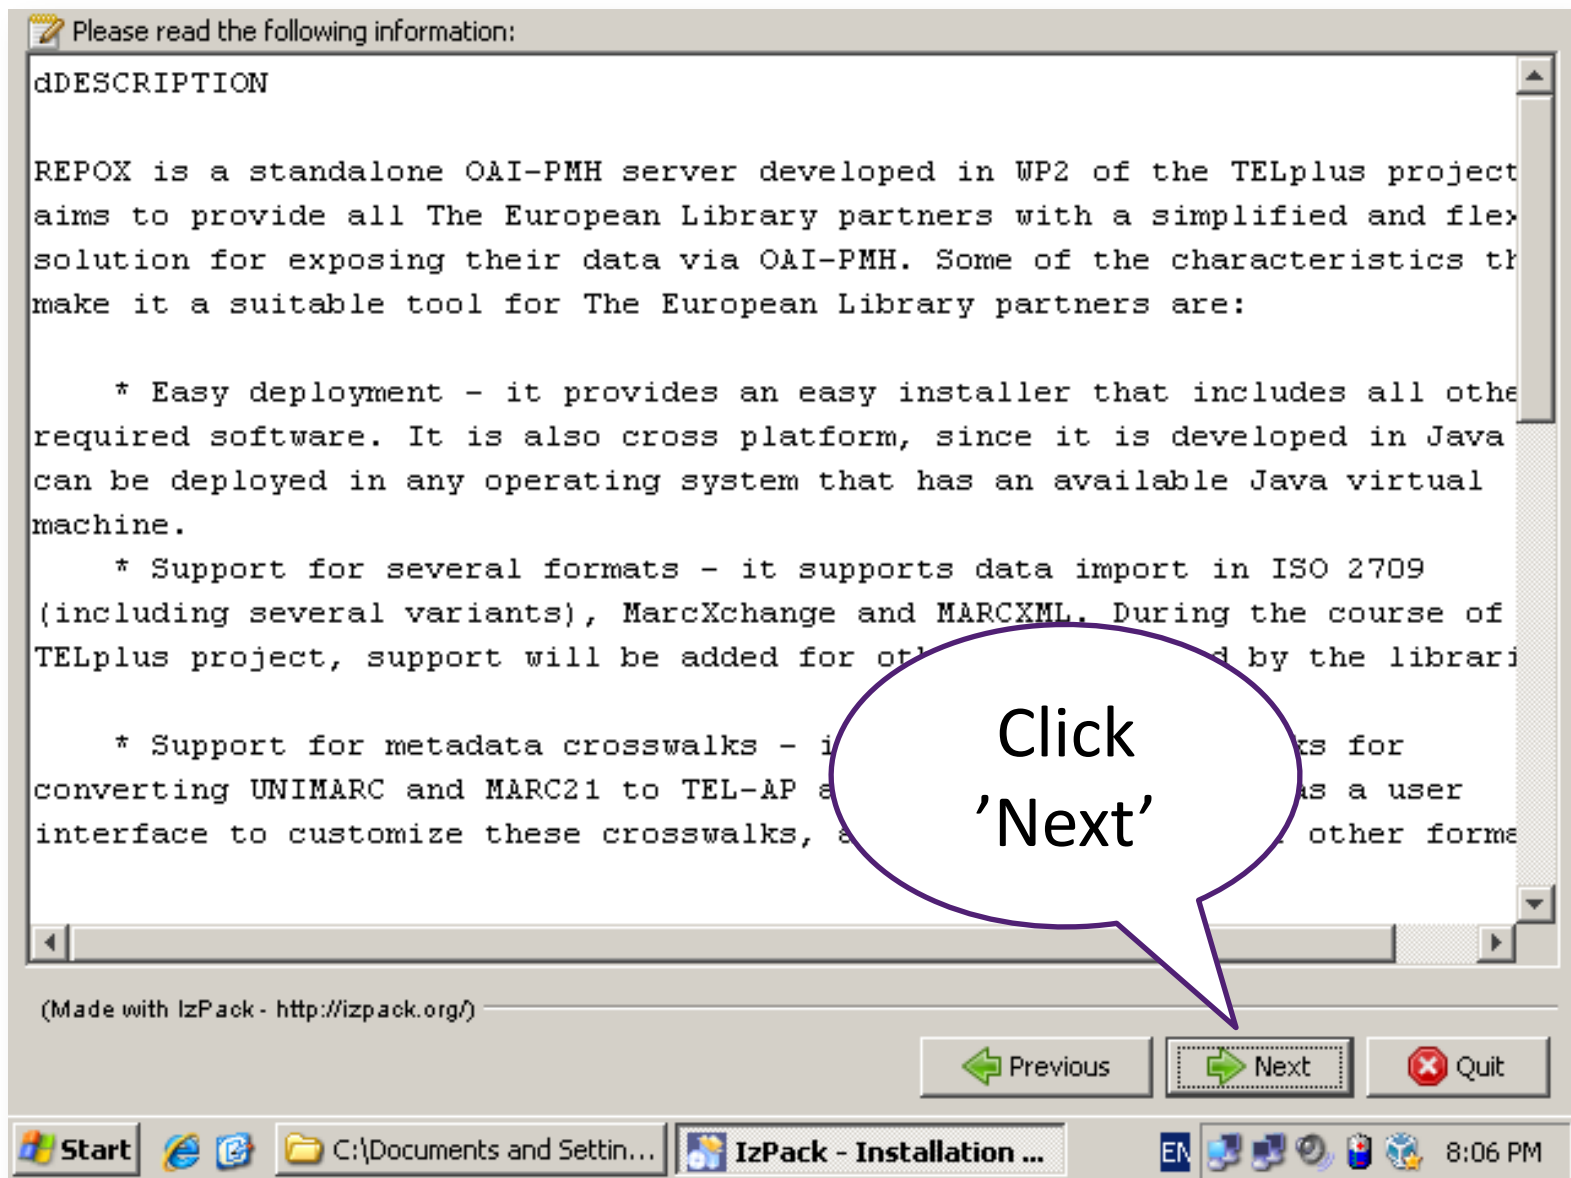 Please read the following information:
dDESCRIPTION
REPOX is a standalone OAI-PMH server developed in WP2 of the TELplus project
aims to provide all The European Library partners with a simplified and
solution for exposing their data via OAI-PMH. Some of the characteristics
make it a suitable tool for The European Library partners are:
* Easy deployment - it provides an easy installer that includes all
required software. It is also cross platform, since it is developed in Java
can be deployed in any operating system that has an available Java virtual
machine.
* Support for several formats - it supports data import in ISO 2709
(including several variants), MarcXchange and MARCXML. During the course of
TELplus project, support will be added for by the
* Support for metadata crosswalks - for
converting UNIMARC and MARC21 to TEL-AP a user
interface to customize these crosswalks, other
Click
’Next’
(Made with IzPack - http://izpack.org/)
Previous
Next
Quit
Start
C:\Documents and Settin...
IzPack - Installation ...
EN
8:06 PM